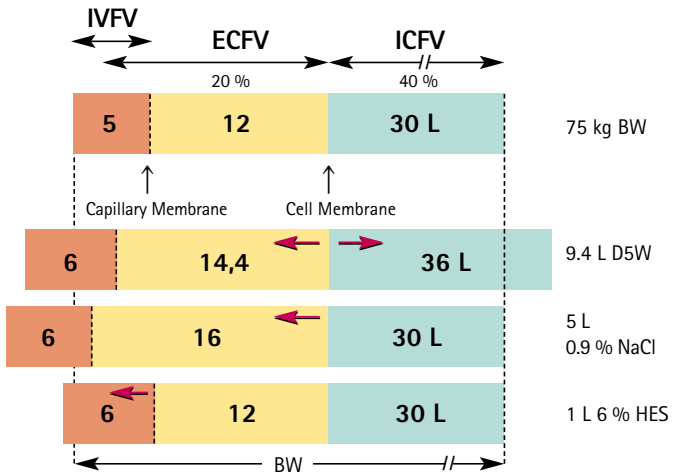 IVFV
ECFV ICFV
20 % 40 %
5 12 30 L 75 kg BW
Capillary Membrane Cell Membrane
6 14,4 36 L 9.4 L D5W
6 16 30 L 5 L
0.9 % NaCl
6 12 30 L 1 L 6 % HES
BW